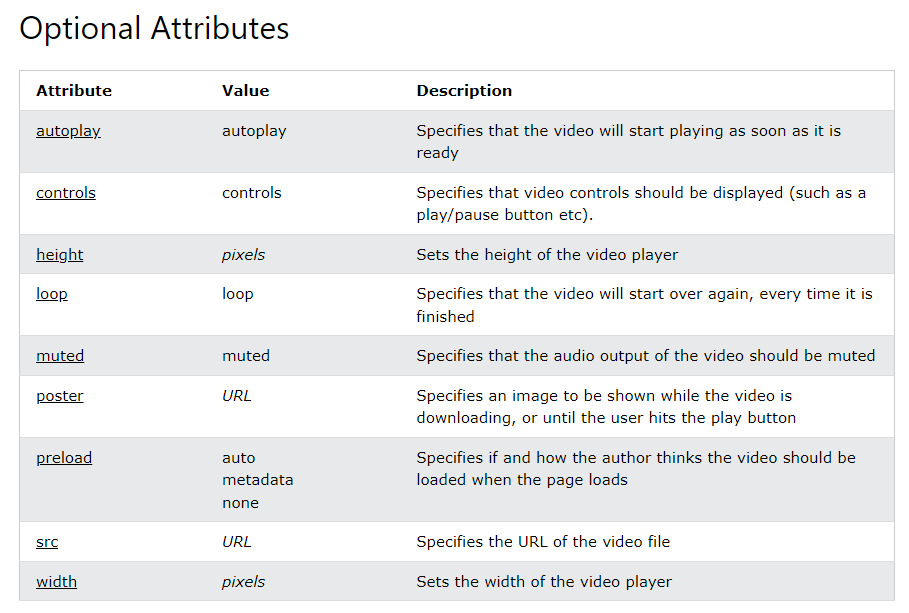 Optional Attributes
Attribute Value Description
autoplay autoplay Specifies that the video will start playing as soon as it is
ready
controls controls Specifies that video controls should be displayed (such as a
play/pause button etc).
height pixels Sets the height of the video player
loop loop Specifies that the video will start over again, every time it is
finished
muted muted Specifies that the audio output of the video should be muted
poster URL Specifies an image to be shown while the video is
downloading, or until the user hits the play button
preload auto Specifies if and how the author thinks the video should be
metadata loaded when the page loads
none
src URL Specifies the URL of the video file
width pixels Sets the width of the video player